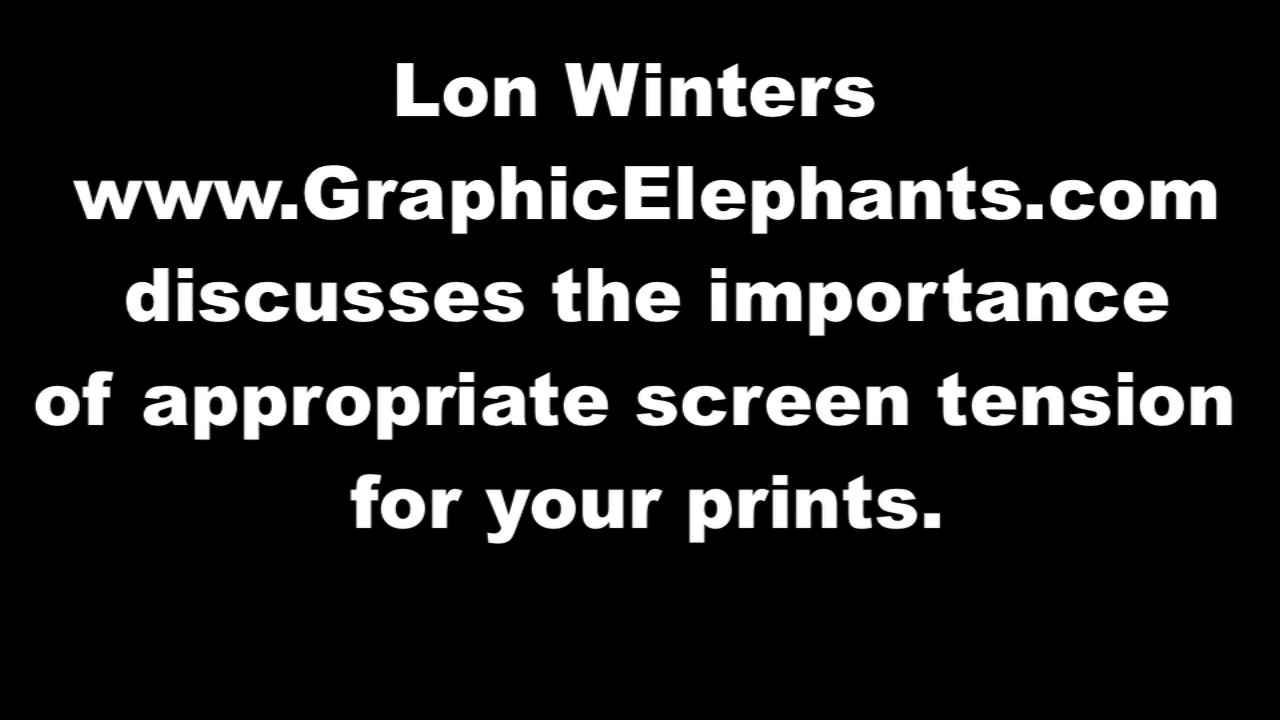 Lon Winters
www.GraphicElephants.com
discusses the importance
of appropriate screen tension
for your prints.